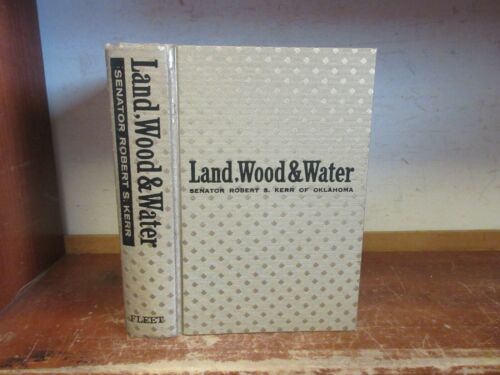 Land, Wood & Water
SENATOR ROBERT S. KERR
FLEET
Land, Wood & Water
SENATOR ROBERT S. KERR OF OKLAHOMA